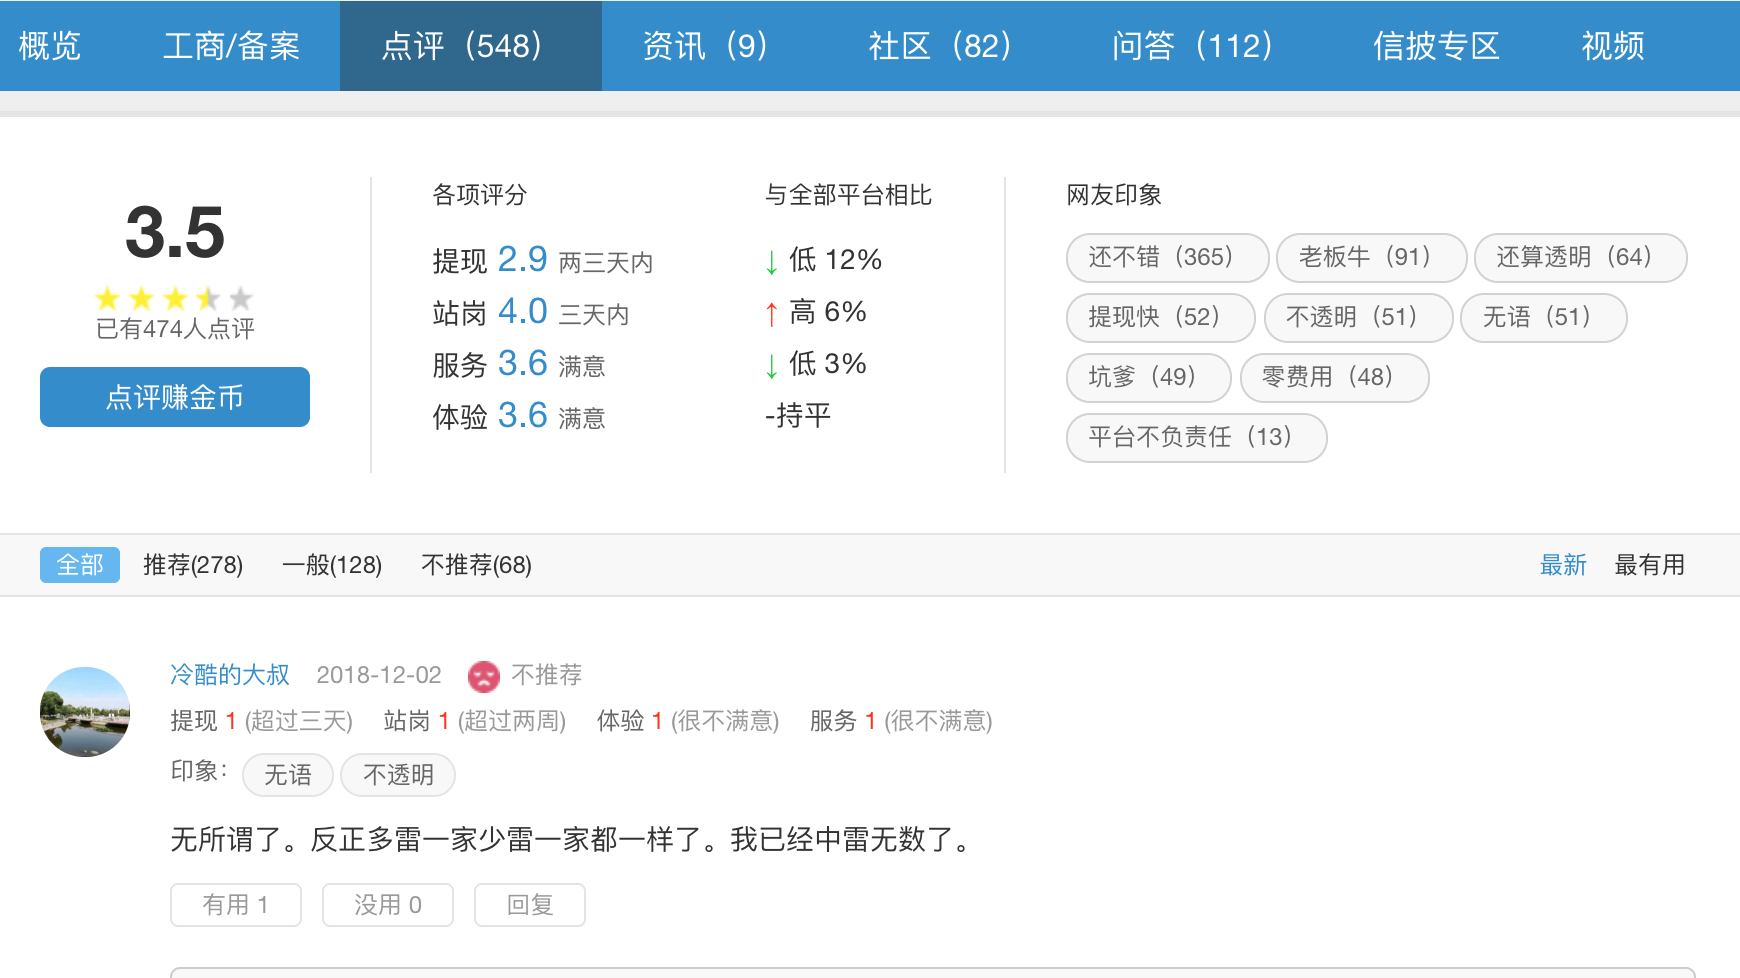 概览 工商/备案 点评（548） 资讯（9） 社区（82） 问答（112） 信披专区 视频
3.5
已有474人点评
点评赚金币
各项评分 与全部平台相比
提现 2.9 两三天内 ↓ 低 12%
站岗 4.0 三天内 ↑ 高 6%
服务 3.6 满意 ↓ 低 3%
体验 3.6 满意 -持平
网友印象
还不错（365） 老板牛（91） 还算透明（64）
提现快（52） 不透明（51） 无语（51）
坑爹（49） 零费用（48）
平台不负责任（13）
全部 推荐(278) 一般(128) 不推荐(68) 最新 最有用
冷酷的大叔 2018-12-02 不推荐
提现 1 (超过三天) 站岗 1 (超过两周) 体验 1 (很不满意) 服务 1 (很不满意)
印象： 无语 不透明
无所谓了。反正多雷一家少雷一家都一样了。我已经中雷无数了。
有用 1 没用 0 回复